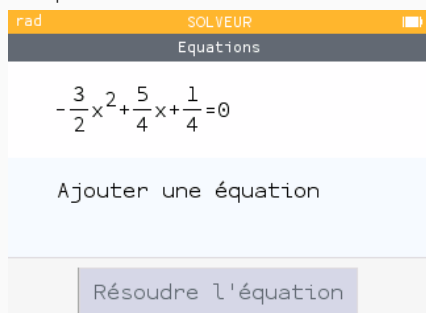 rad SOLVEUR
Equations
-3/2x²+5/4x+1/4=0
Ajouter une équation
Résoudre l'équation